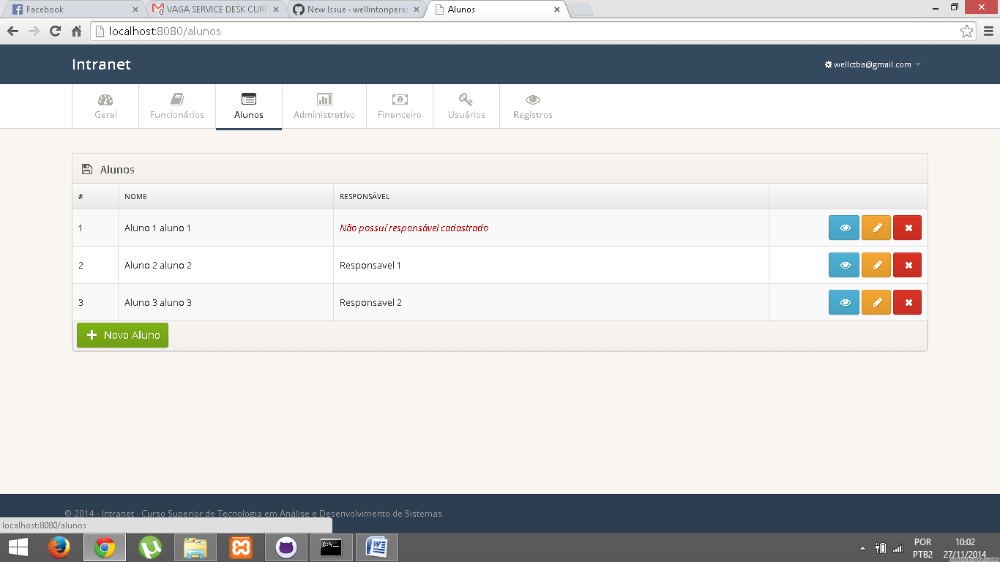 Facebook
VAGA SERVICE DESK CURI
New Issue · wellintonperaz
Alunos
localhost:8080/alunos
Intranet
wellctba@gmail.com
Geral
Funcionários
Alunos
Administrativo
Financeiro
Usuários
Registros
Alunos
# NOME RESPONSÁVEL
1 Aluno 1 aluno 1 Não possuí responsável cadastrado
2 Aluno 2 aluno 2 Responsavel 1
3 Aluno 3 aluno 3 Responsavel 2
Novo Aluno
© 2014 - Intranet - Curso Superior de Tecnologia em Análise e Desenvolvimento de Sistemas
localhost:8080/alunos
POR 10:02
PTB2 27/11/2014